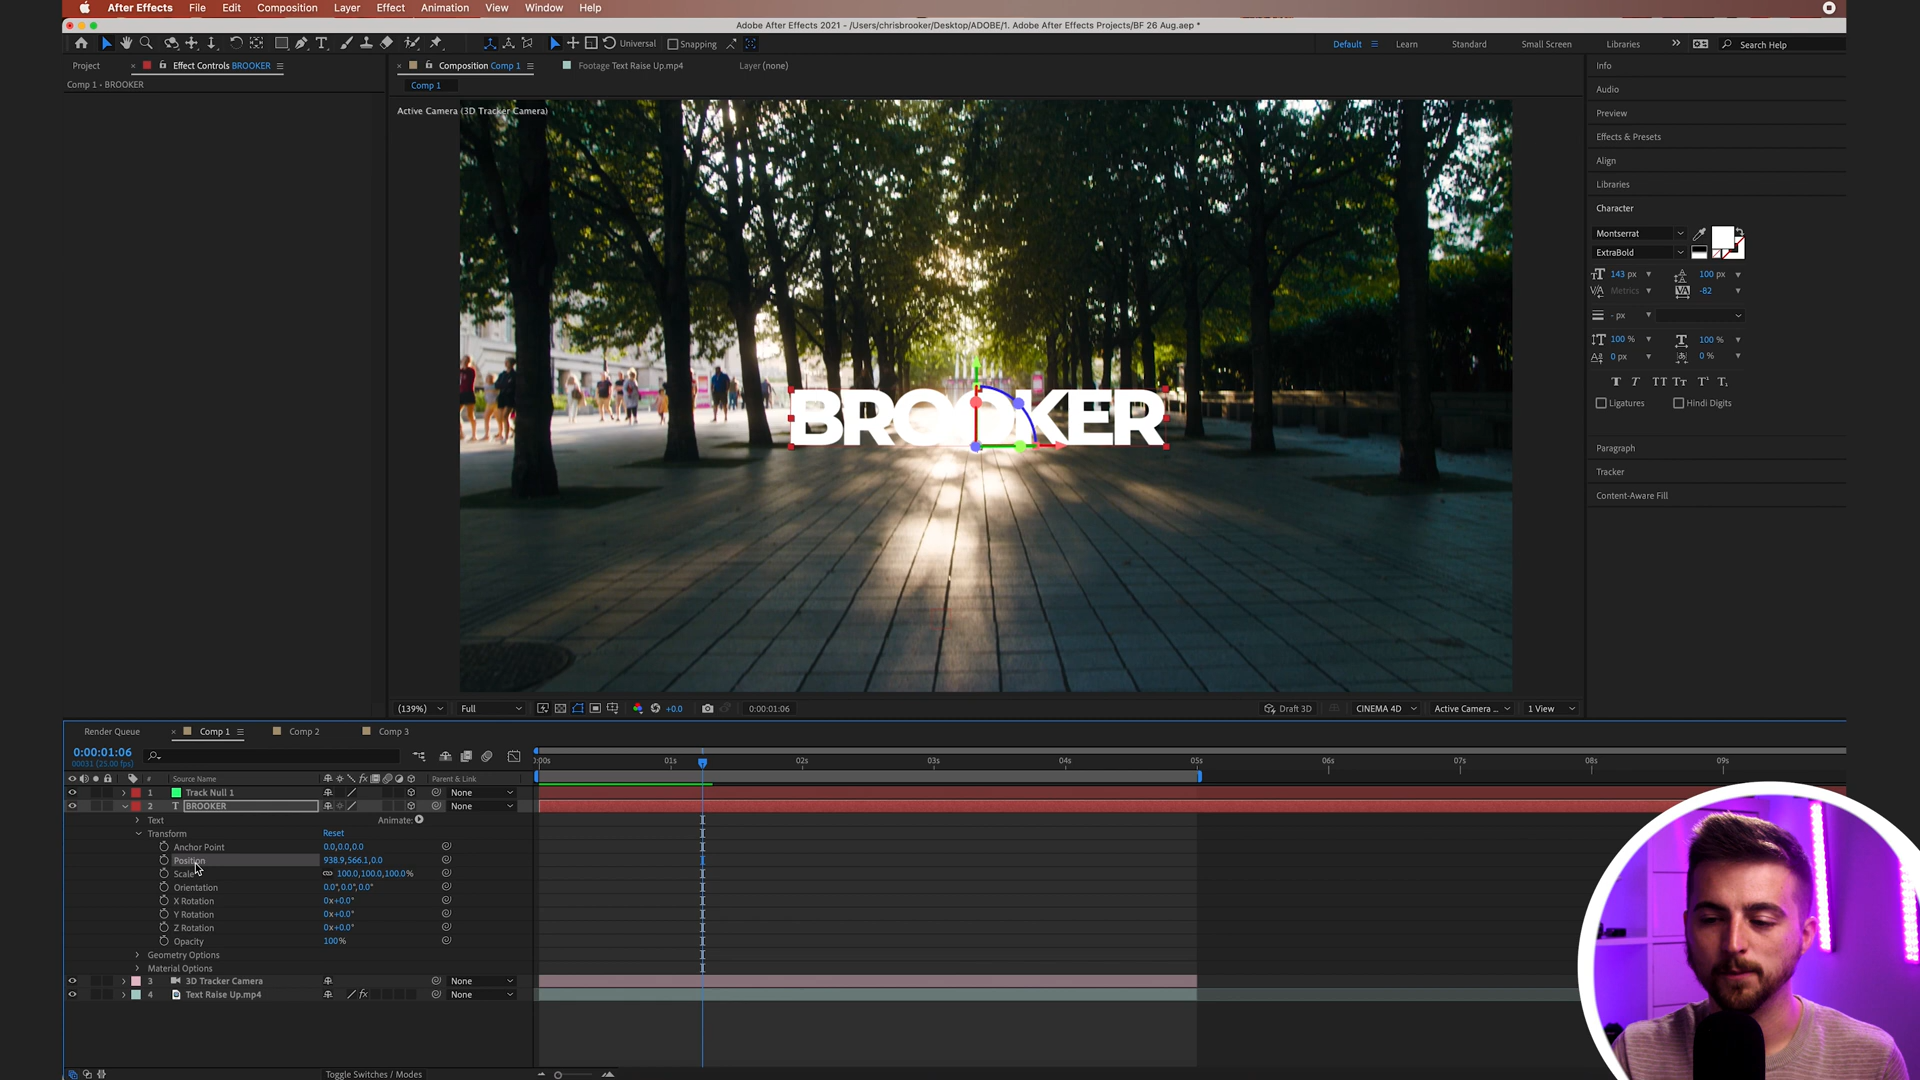 After Effects File Edit Composition Layer Effect Animation View Window Help
Adobe After Effects 2021 - /Users/chrisbrooker/Desktop/ADOBE/1. Adobe After Effects Projects/BF 26 Aug.aep *
Universal Snapping Default Learn Standard Small Screen Libraries Search Help
Project Effect Controls BROOKER Composition Comp 1 Footage Text Raise Up.mp4 Layer (none) Info
Comp 1 - BROOKER Comp 1 Audio
Active Camera (3D Tracker Camera)
Preview
Effects & Presets
Align
Libraries
Character
Montserrat
ExtraBold
143 px 100 px
Metrics -82
- px
100 % 100 %
0 px 0 %
Ligatures Hindi Digits
BROOKER
Paragraph
Tracker
Content-Aware Fill
(139%) Full +0.0 0:00:01:06 Draft 3D CINEMA 4D Active Camera ... 1 View
Render Queue Comp 1 Comp 2 Comp 3
0:00:01:06
00031 (25.00 fps)
:00s 01s 02s 03s 04s 05s 06s 07s 08s 09s
# Source Name Parent & Link
1 Track Null 1 None
2 T BROOKER None
Text Animate:
Transform Reset
Anchor Point 0.0,0.0,0.0
Position 938.9,566.1,0.0
Scale 100.0,100.0,100.0%
Orientation 0.0°,0.0°,0.0°
X Rotation 0x+0.0°
Y Rotation 0x+0.0°
Z Rotation 0x+0.0°
Opacity 100%
Geometry Options
Material Options
3 3D Tracker Camera None
4 Text Raise Up.mp4 None
Toggle Switches / Modes